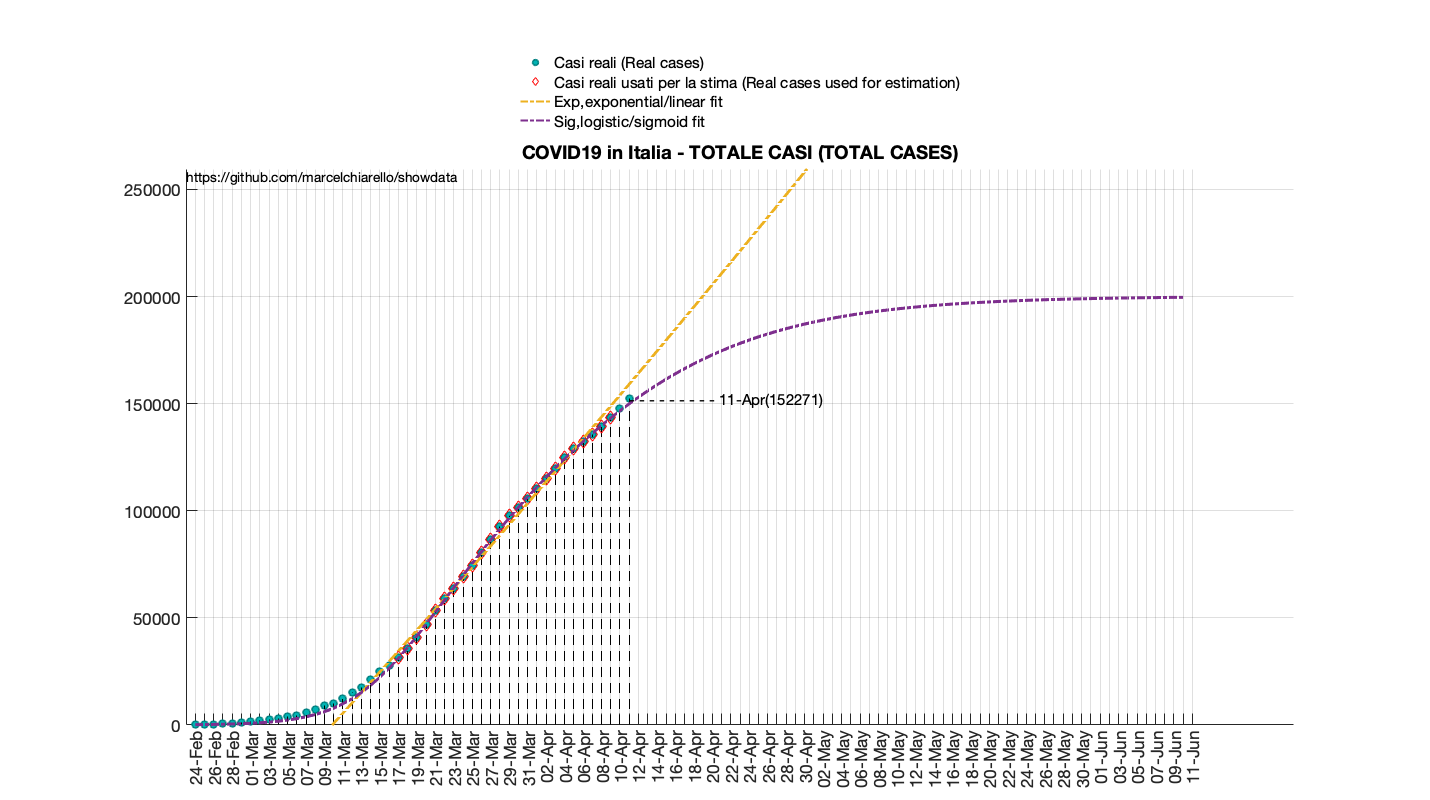 Casi reali (Real cases)
Casi reali usati per la stima (Real cases used for estimation)
Exp,exponential/linear fit
Sig,logistic/sigmoid fit
COVID19 in Italia - TOTALE CASI (TOTAL CASES)
https://github.com/marcelchiarello/showdata
250000
200000
150000
100000
50000
0
11-Apr(152271)
24-Feb
26-Feb
28-Feb
01-Mar
03-Mar
05-Mar
07-Mar
09-Mar
11-Mar
13-Mar
15-Mar
17-Mar
19-Mar
21-Mar
23-Mar
25-Mar
27-Mar
29-Mar
31-Mar
02-Apr
04-Apr
06-Apr
08-Apr
10-Apr
12-Apr
14-Apr
16-Apr
18-Apr
20-Apr
22-Apr
24-Apr
26-Apr
28-Apr
30-Apr
02-May
04-May
06-May
08-May
10-May
12-May
14-May
16-May
18-May
20-May
22-May
24-May
26-May
28-May
30-May
01-Jun
03-Jun
05-Jun
07-Jun
09-Jun
11-Jun